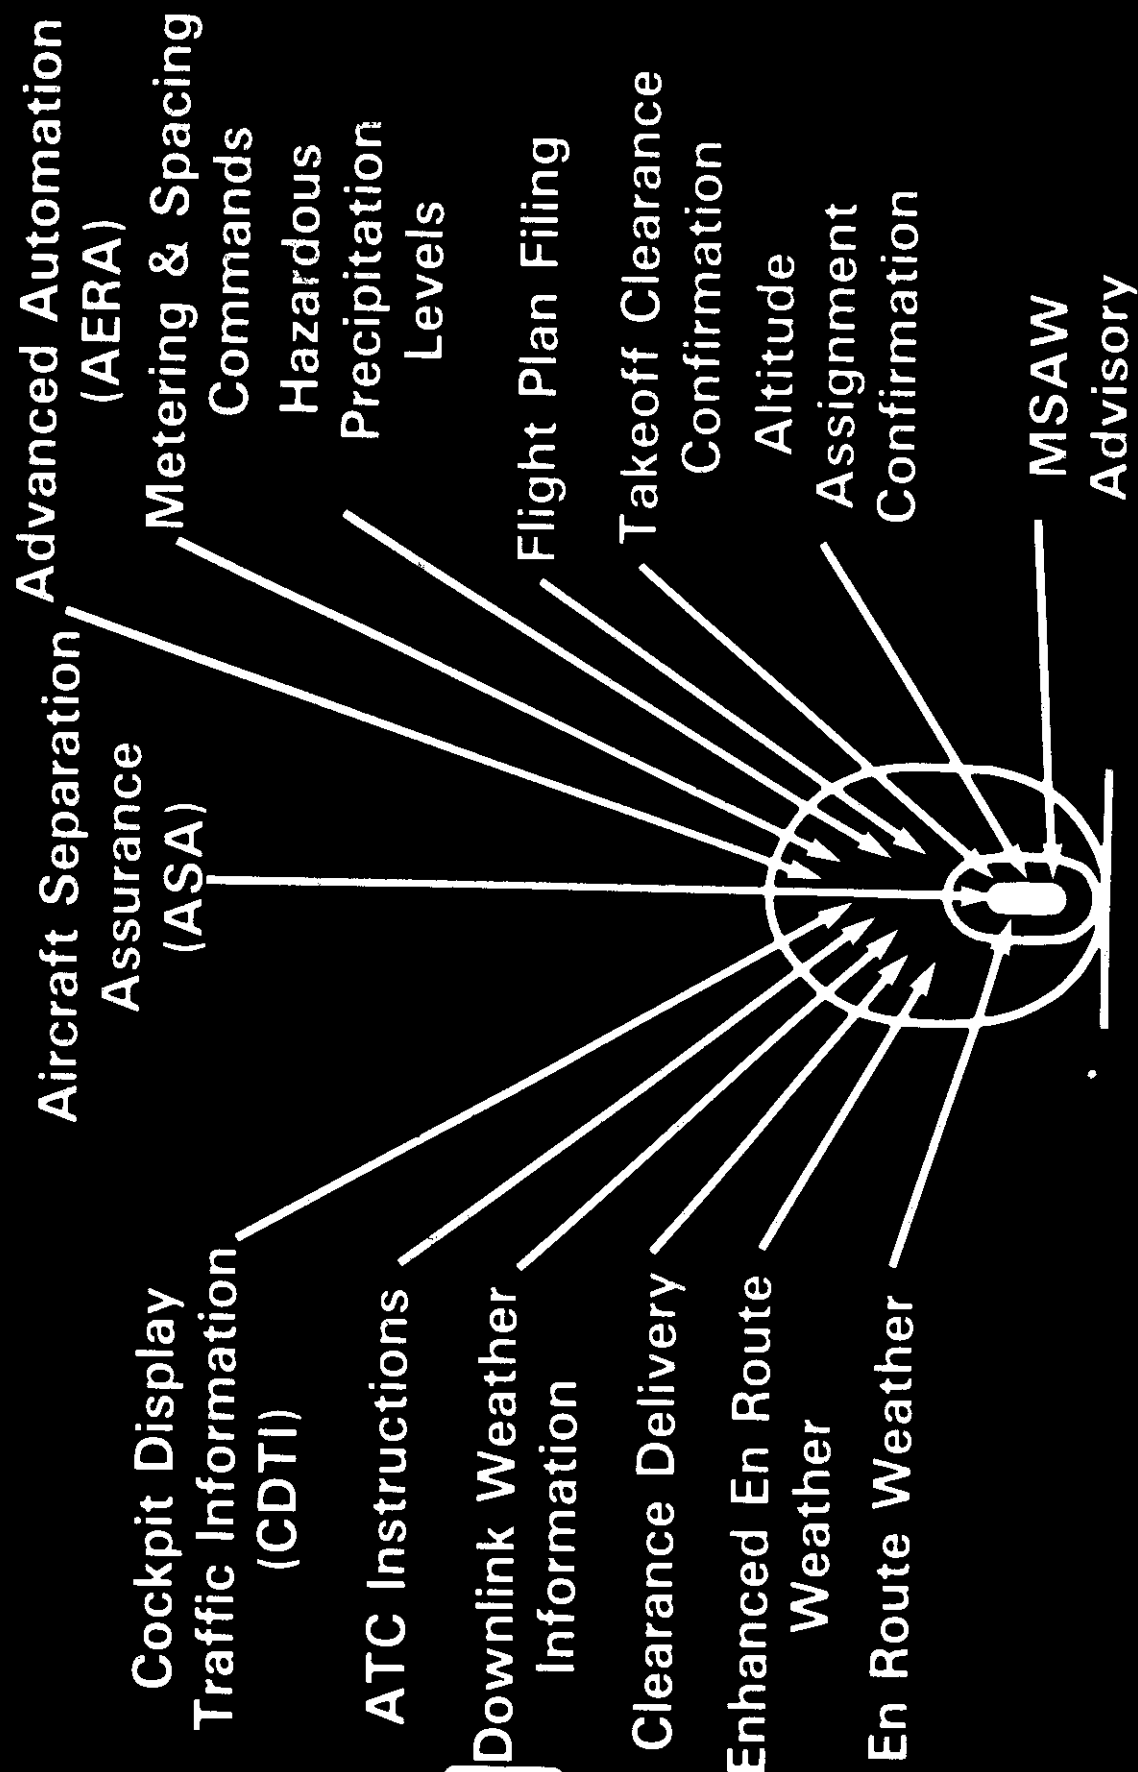 Aircraft Separation
Assurance
(ASA)
Cockpit Display
Traffic Information
(CDTI)
ATC Instructions
Downlink Weather
Information
Clearance Delivery
Enhanced En Route
Weather
En Route Weather
Advanced Automation
(AERA)
Metering & Spacing
Commands
Hazardous
Precipitation
Levels
Flight Plan Filing
Takeoff Clearance
Confirmation
Altitude
Assignment
Confirmation
MSAW
Advisory